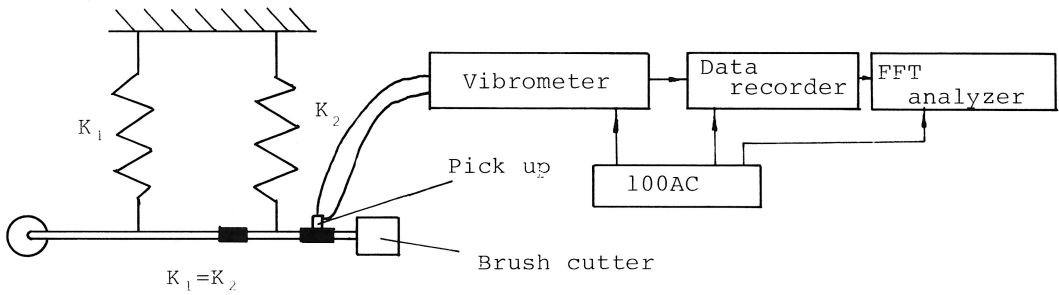 Vibrometer
Data
recorder
FFT
analyzer
K₁
K₂
Pick up
100AC
Brush cutter
K₁=K₂